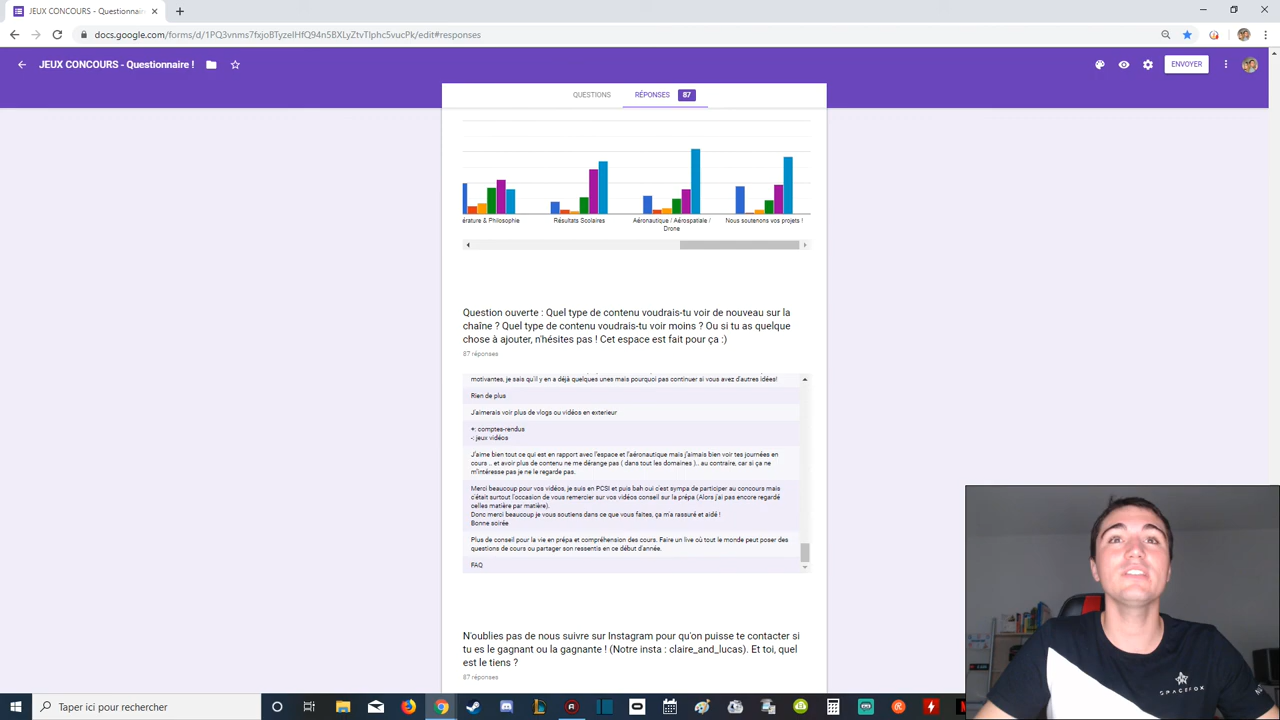 JEUX CONCOURS - Questionnair
docs.google.com/forms/d/1PQ3vnms7fxjoBTyzeIHfQ94n5BXLyZtvTlphc5vucPk/edit#responses
JEUX CONCOURS - Questionnaire !
ENVOYER
QUESTIONS
RÉPONSES
87
érature & Philosophie
Résultats Scolaires
Aéronautique / Aérospatiale /
Drone
Nous soutenons vos projets !
Question ouverte : Quel type de contenu voudrais-tu voir de nouveau sur la
chaîne ? Quel type de contenu voudrais-tu voir moins ? Ou si tu as quelque
chose à ajouter, n'hésites pas ! Cet espace est fait pour ça :)
87 réponses
motivantes, je sais qu'il y en a déjà quelques unes mais pourquoi pas continuer si vous avez d'autres idées!
Rien de plus
J'aimerais voir plus de vlogs ou vidéos en exterieur
+: comptes-rendus
-: jeux vidéos
J'aime bien tout ce qui est en rapport avec l'espace et l'aéronautique mais j'aimais bien voir tes journées en
cours .. et avoir plus de contenu ne me dérange pas ( dans tout les domaines ).. au contraire, car si ça ne
m'intéresse pas je ne le regarde pas.
Merci beaucoup pour vos vidéos, je suis en PCSI et puis bah oui c'est sympa de participer au concours mais
c'était surtout l'occasion de vous remercier sur vos vidéos conseil sur la prépa (Alors j'ai pas encore regardé
celles matière par matière).
Donc merci beaucoup je vous soutiens dans ce que vous faites, ça m'a rassuré et aidé !
Bonne soirée
Plus de conseil pour la vie en prépa et compréhension des cours. Faire un live où tout le monde peut poser des
questions de cours ou partager son ressentis en ce début d'année.
FAQ
N'oublies pas de nous suivre sur Instagram pour qu'on puisse te contacter si
tu es le gagnant ou la gagnante ! (Notre insta : claire_and_lucas). Et toi, quel
est le tiens ?
87 réponses
SPACEFOX
Taper ici pour rechercher